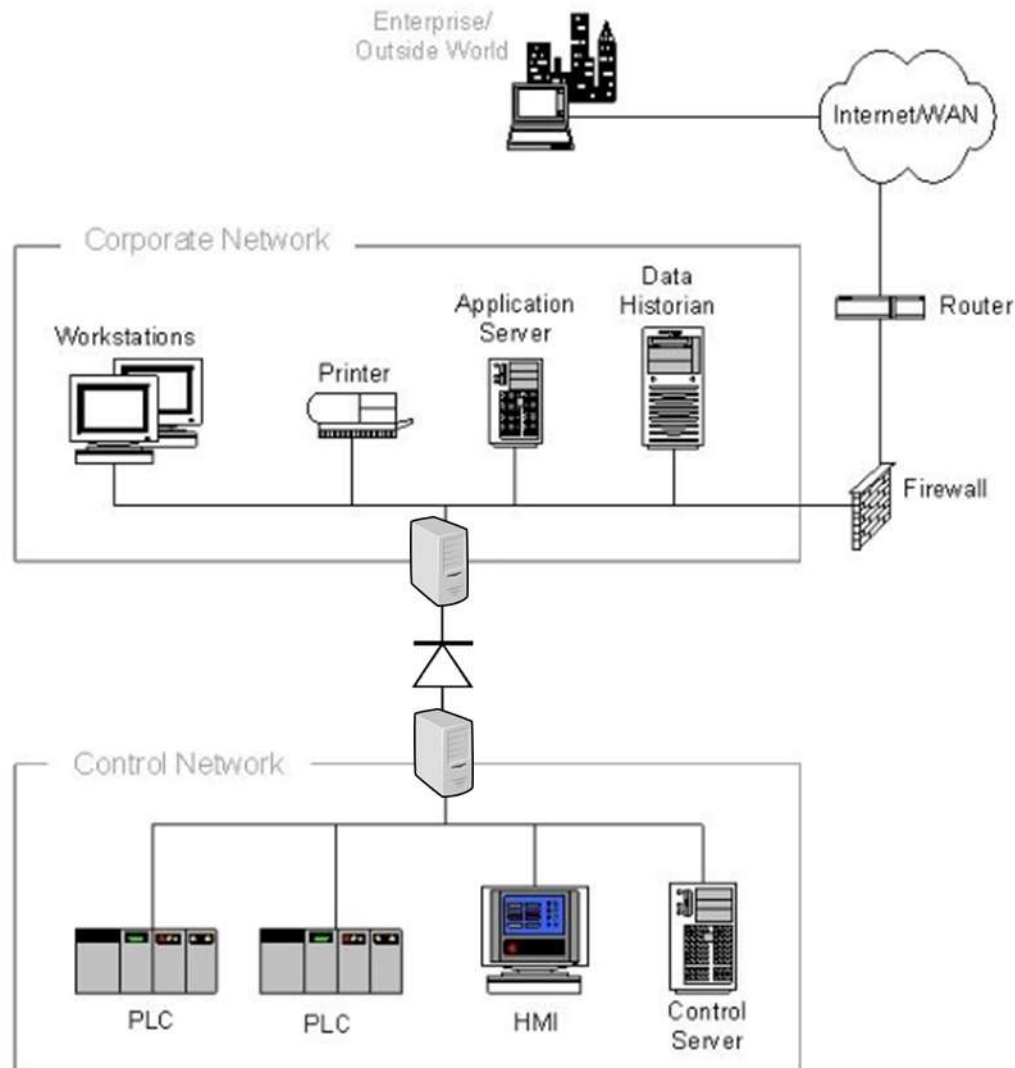 Enterprise/
Outside World
Internet/WAN
Corporate Network
Data
Historian
Application
Server
Router
Workstations
Printer
Firewall
Control Network
PLC
PLC
HMI
Control
Server